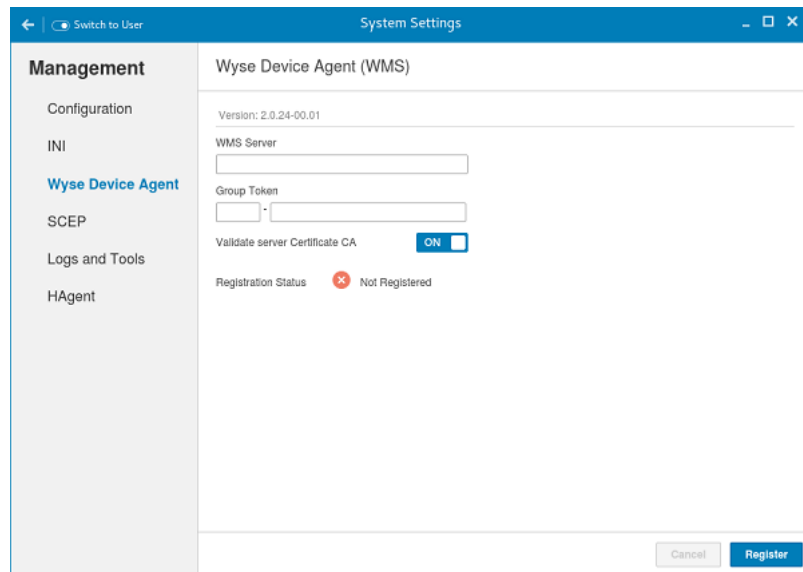 Switch to User
System Settings
Management
Configuration
INI
Wyse Device Agent
SCEP
Logs and Tools
HAgent
Wyse Device Agent (WMS)
Version: 2.0.24-00.01
WMS Server
Group Token
-
Validate server Certificate CA ON
Registration Status Not Registered
Cancel Register